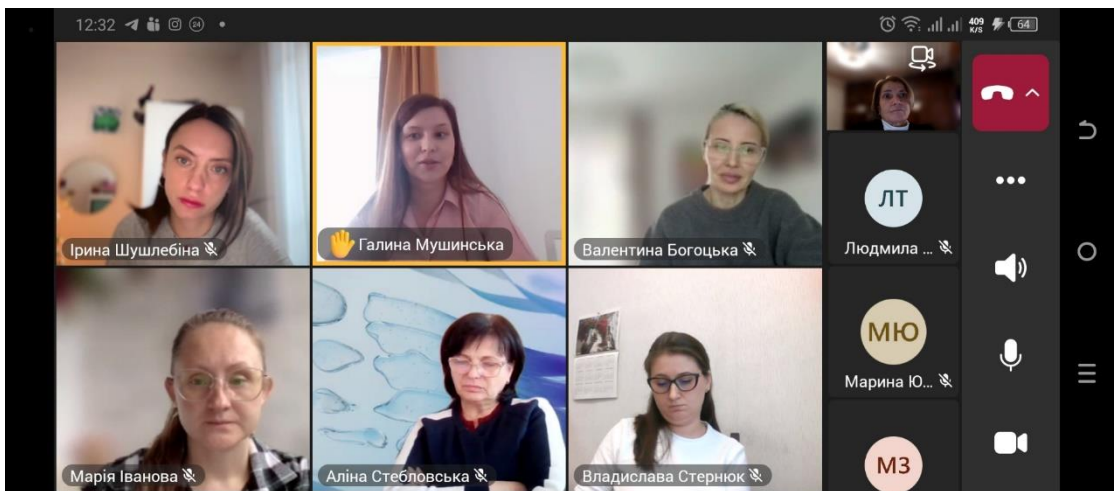 12:32
24
409
K/S
64
Ірина Шушлебіна
Галина Мушинська
Валентина Богоцька
ЛТ
Людмила ...
МЮ
Марина Ю...
Марія Іванова
Аліна Стебловська
Владислава Стернюк
МЗ